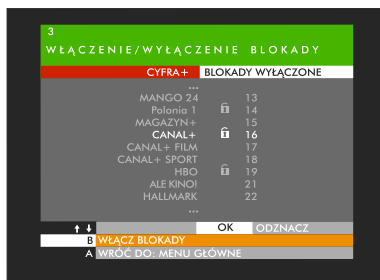 3
WŁĄCZENIE/WYŁĄCZENIE BLOKADY
CYFRA+ BLOKADY WYŁĄCZONE
...
MANGO 24 13
Polonia 1 14
MAGAZYN+ 15
CANAL+ 16
CANAL+ FILM 17
CANAL+ SPORT 18
HBO 19
ALE KINO! 21
HALLMARK 22
...
OK ODZNACZ
B WŁĄCZ BLOKADY
A WRÓĆ DO: MENU GŁÓWNE